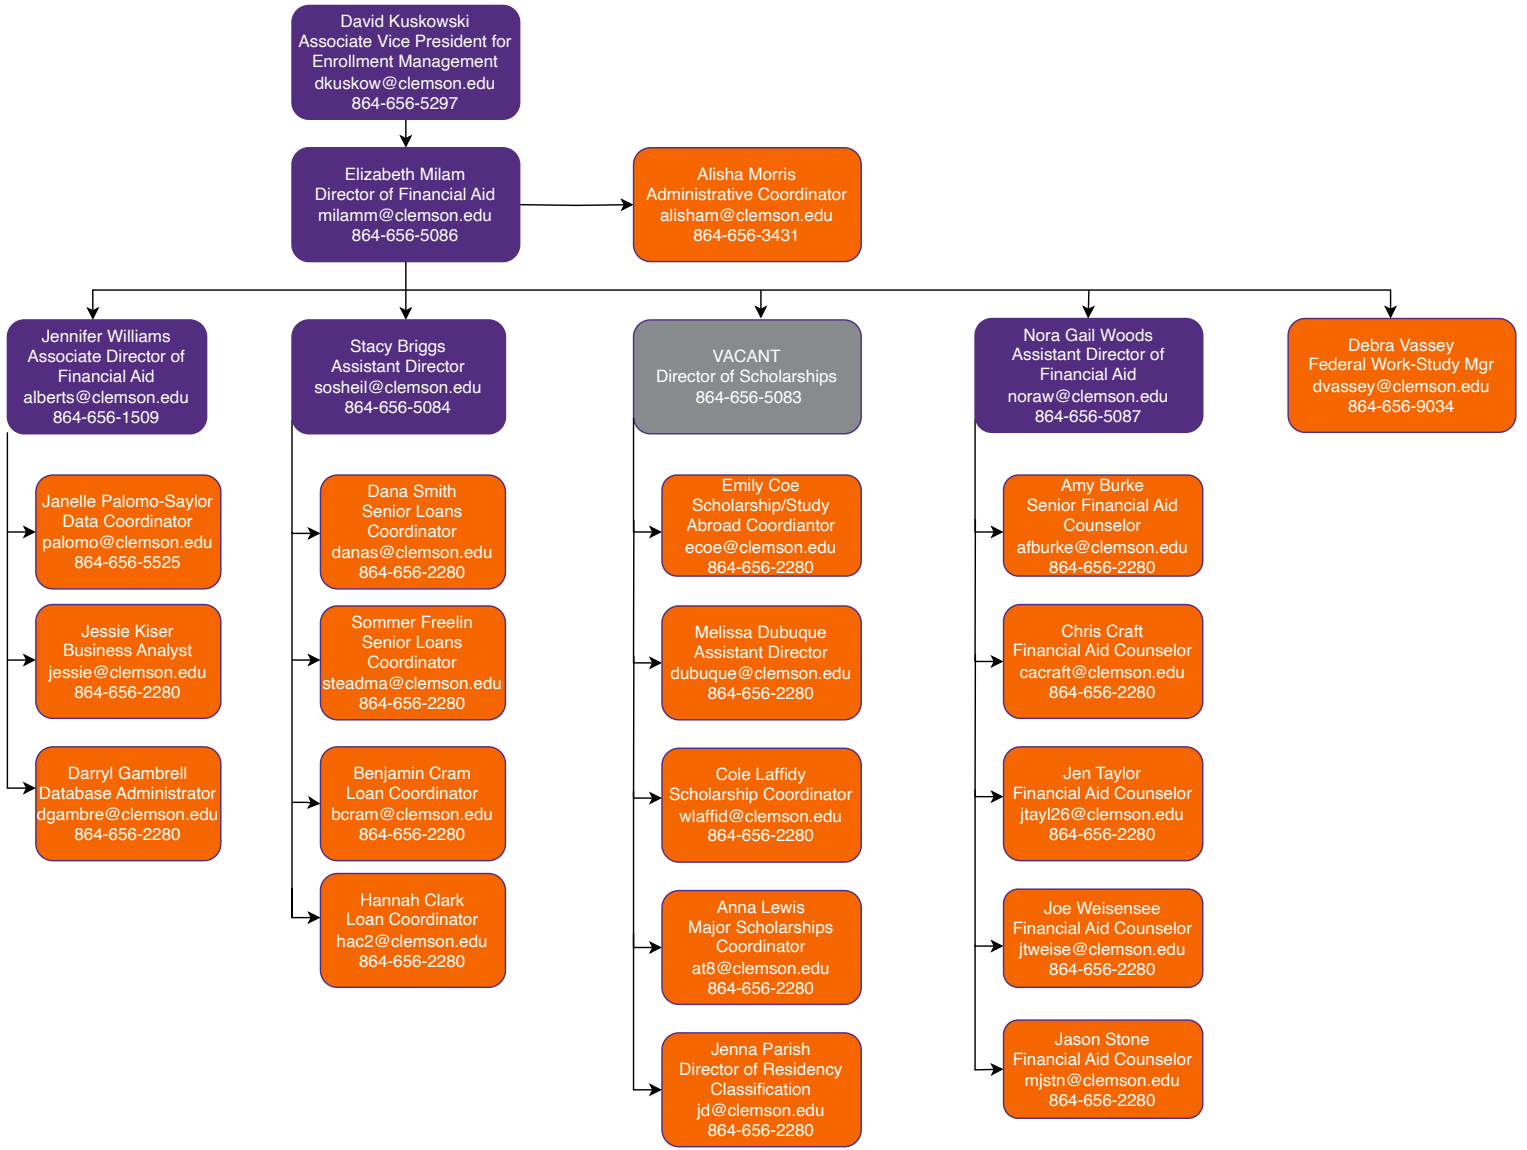 David Kuskowski
Associate Vice President for
Enrollment Management
dkuskow@clemson.edu
864-656-5297
Elizabeth Milam
Director of Financial Aid
milamm@clemson.edu
864-656-5086
Alisha Morris
Administrative Coordinator
alisham@clemson.edu
864-656-3431
Jennifer Williams
Associate Director of
Financial Aid
alberts@clemson.edu
864-656-1509
Stacy Briggs
Assistant Director
sosheil@clemson.edu
864-656-5084
VACANT
Director of Scholarships
864-656-5083
Nora Gail Woods
Assistant Director of
Financial Aid
noraw@clemson.edu
864-656-5087
Debra Vassey
Federal Work-Study Mgr
dvassey@clemson.edu
864-656-9034
Janelle Palomo-Saylor
Data Coordinator
palomo@clemson.edu
864-656-5525
Jessie Kiser
Business Analyst
jessie@clemson.edu
864-656-2280
Darryl Gambrell
Database Administrator
dgambre@clemson.edu
864-656-2280
Dana Smith
Senior Loans
Coordinator
danas@clemson.edu
864-656-2280
Sommer Freelin
Senior Loans
Coordinator
steadma@clemson.edu
864-656-2280
Benjamin Cram
Loan Coordinator
bcram@clemson.edu
864-656-2280
Hannah Clark
Loan Coordinator
hac2@clemson.edu
864-656-2280
Emily Coe
Scholarship/Study
Abroad Coordiantor
ecoe@clemson.edu
864-656-2280
Melissa Dubuque
Assistant Director
dubuque@clemson.edu
864-656-2280
Cole Laffidy
Scholarship Coordinator
wlaffid@clemson.edu
864-656-2280
Anna Lewis
Major Scholarships
Coordinator
at8@clemson.edu
864-656-2280
Jenna Parish
Director of Residency
Classification
jd@clemson.edu
864-656-2280
Amy Burke
Senior Financial Aid
Counselor
afburke@clemson.edu
864-656-2280
Chris Craft
Financial Aid Counselor
cacraft@clemson.edu
864-656-2280
Jen Taylor
Financial Aid Counselor
jtayl26@clemson.edu
864-656-2280
Joe Weisensee
Financial Aid Counselor
jtweise@clemson.edu
864-656-2280
Jason Stone
Financial Aid Counselor
mjstn@clemson.edu
864-656-2280